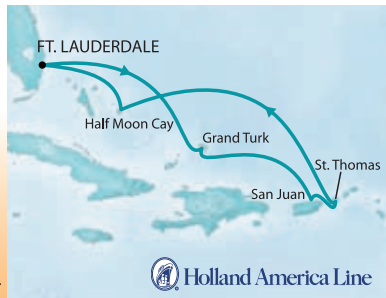 FT. LAUDERDALE
Half Moon Cay
Grand Turk
St. Thomas
San Juan
Holland America Line